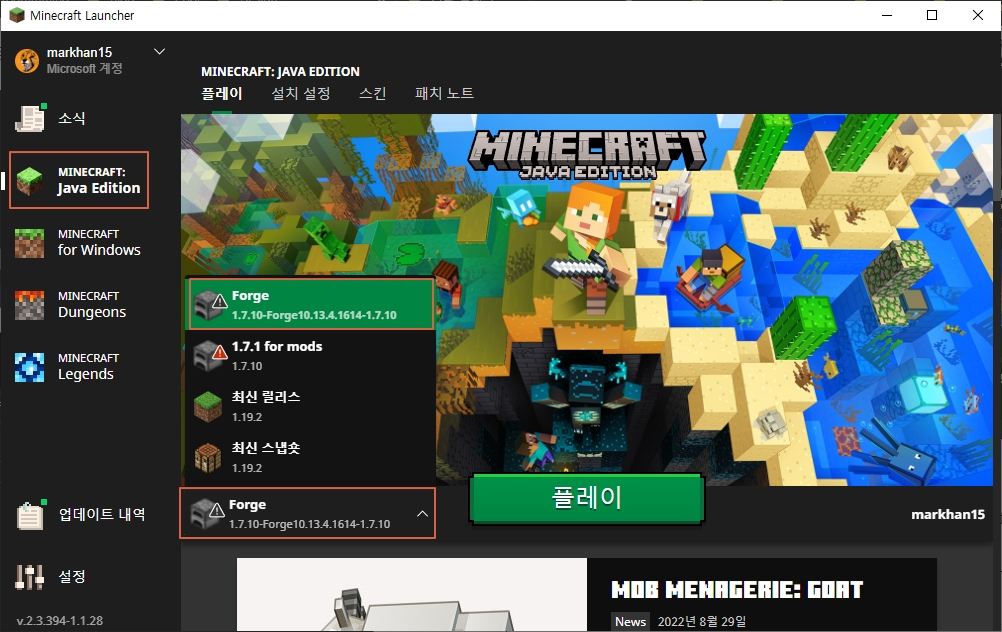 Minecraft Launcher
markhan15
Microsoft 계정
MINECRAFT: JAVA EDITION
플레이 설치 설정 스킨 패치 노트
소식
MINECRAFT:
Java Edition
MINECRAFT
for Windows
MINECRAFT
Dungeons
MINECRAFT
Legends
업데이트 내역
설정
v.2.3.394-1.1.28
MINECRAFT
JAVA EDITION
Forge
1.7.10-Forge10.13.4.1614-1.7.10
1.7.1 for mods
1.7.10
최신 릴리스
1.19.2
최신 스냅숏
1.19.2
Forge
1.7.10-Forge10.13.4.1614-1.7.10
플레이
markhan15
MOB MENAGERIE: GOAT
News 2022년 8월 29일